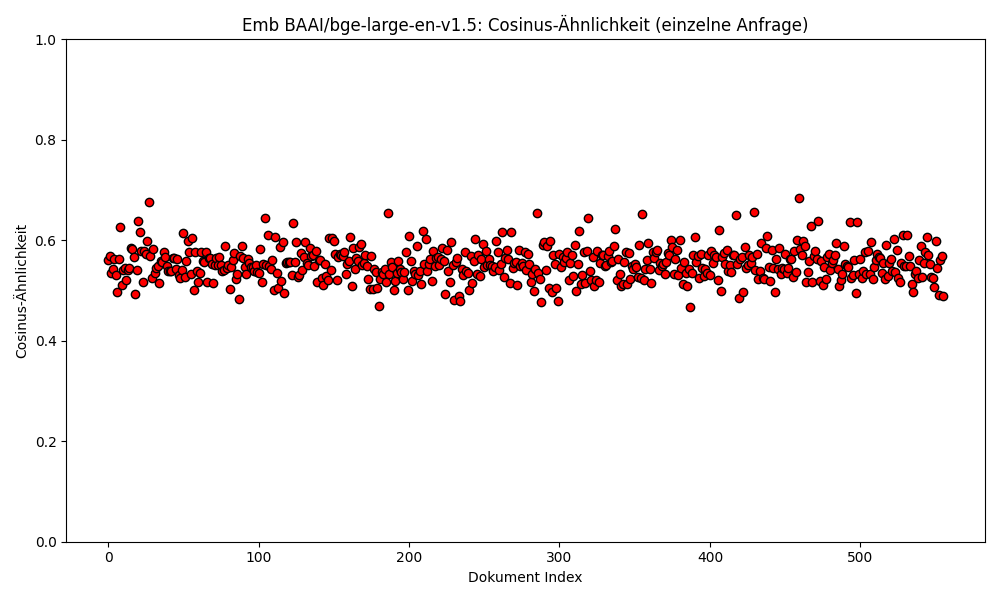 Emb BAAI/bge-large-en-v1.5: Cosinus-Ähnlichkeit (einzelne Anfrage)
Cosinus-Ähnlichkeit
1.0
0.8
0.6
0.4
0.2
0.0
0 100 200 300 400 500
Dokument Index